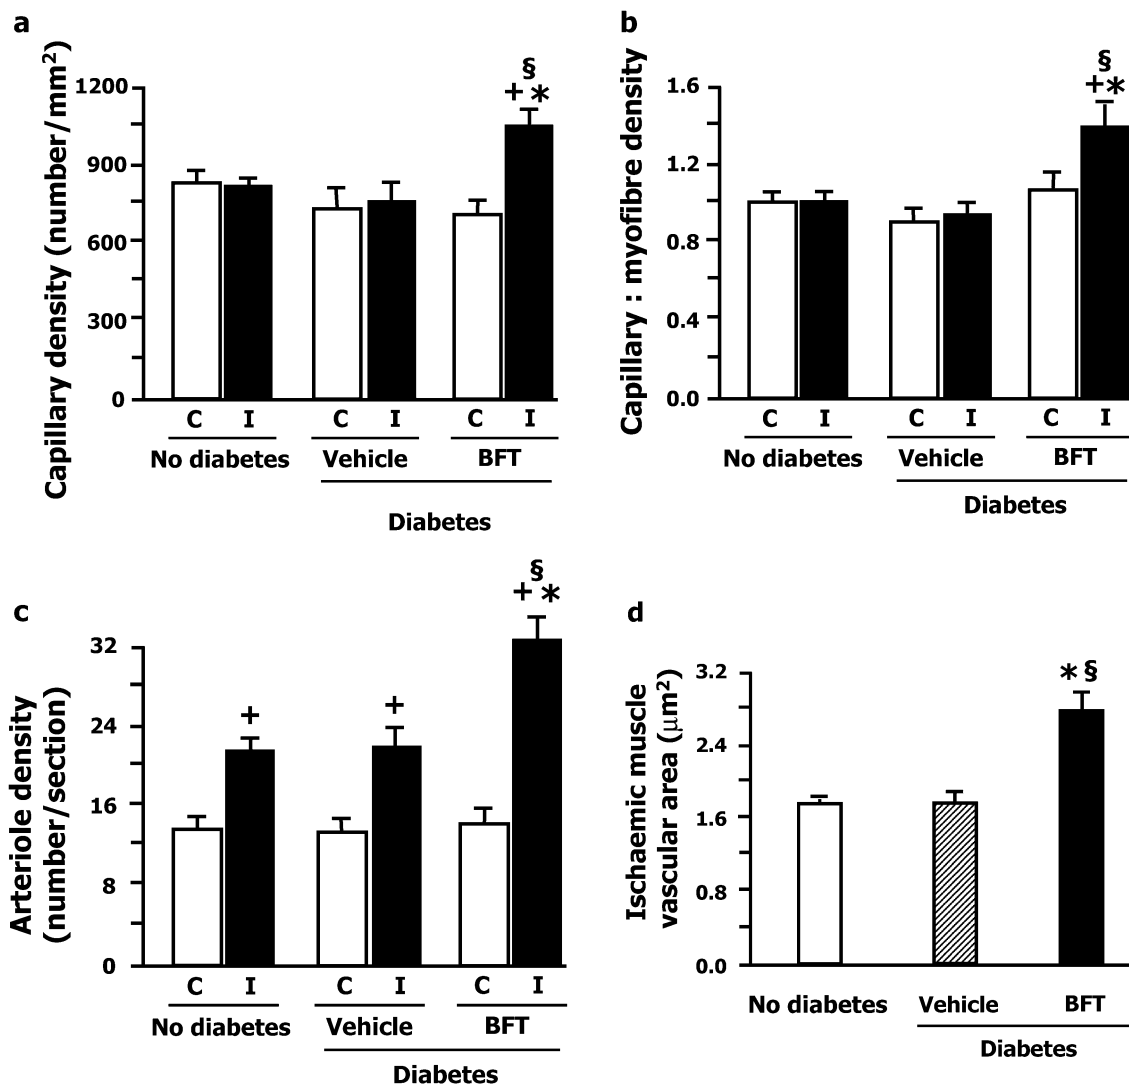 a
Capillary density (number/mm²)
1200
900
600
300
0
§
+ *
C I C I C I
No diabetes Vehicle BFT
Diabetes
b
Capillary : myofibre density
1.6
1.2
0.8
0.4
0.0
§
+*
C I C I C I
No diabetes Vehicle BFT
Diabetes
c
Arteriole density
(number/section)
32
24
16
8
0
+
+
§
+*
C I C I C I
No diabetes Vehicle BFT
Diabetes
d
Ischaemic muscle
vascular area (μm²)
3.2
2.4
1.6
0.8
0.0
* §
No diabetes Vehicle BFT
Diabetes